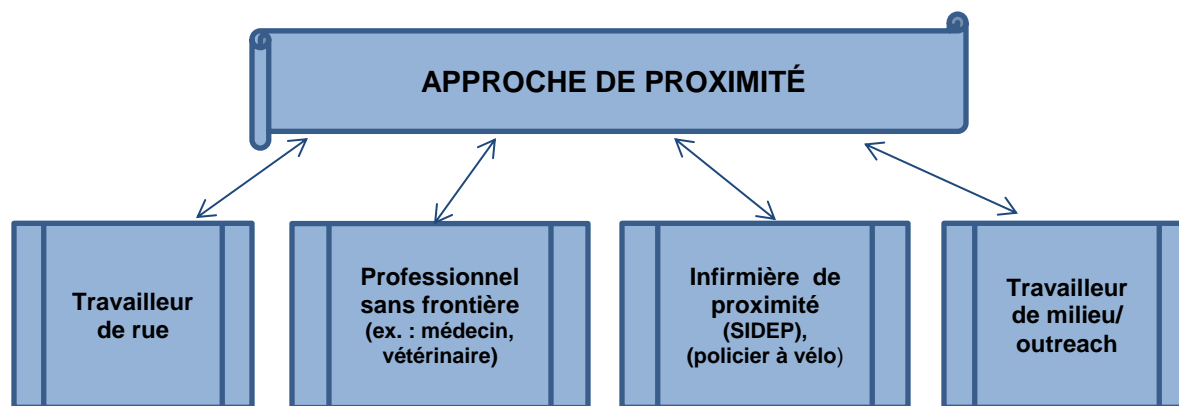 APPROCHE DE PROXIMITÉ
Travailleur
de rue
Professionnel
sans frontière
(ex. : médecin,
vétérinaire)
Infirmière de
proximité
(SIDEP),
(policier à vélo)
Travailleur
de milieu/
outreach